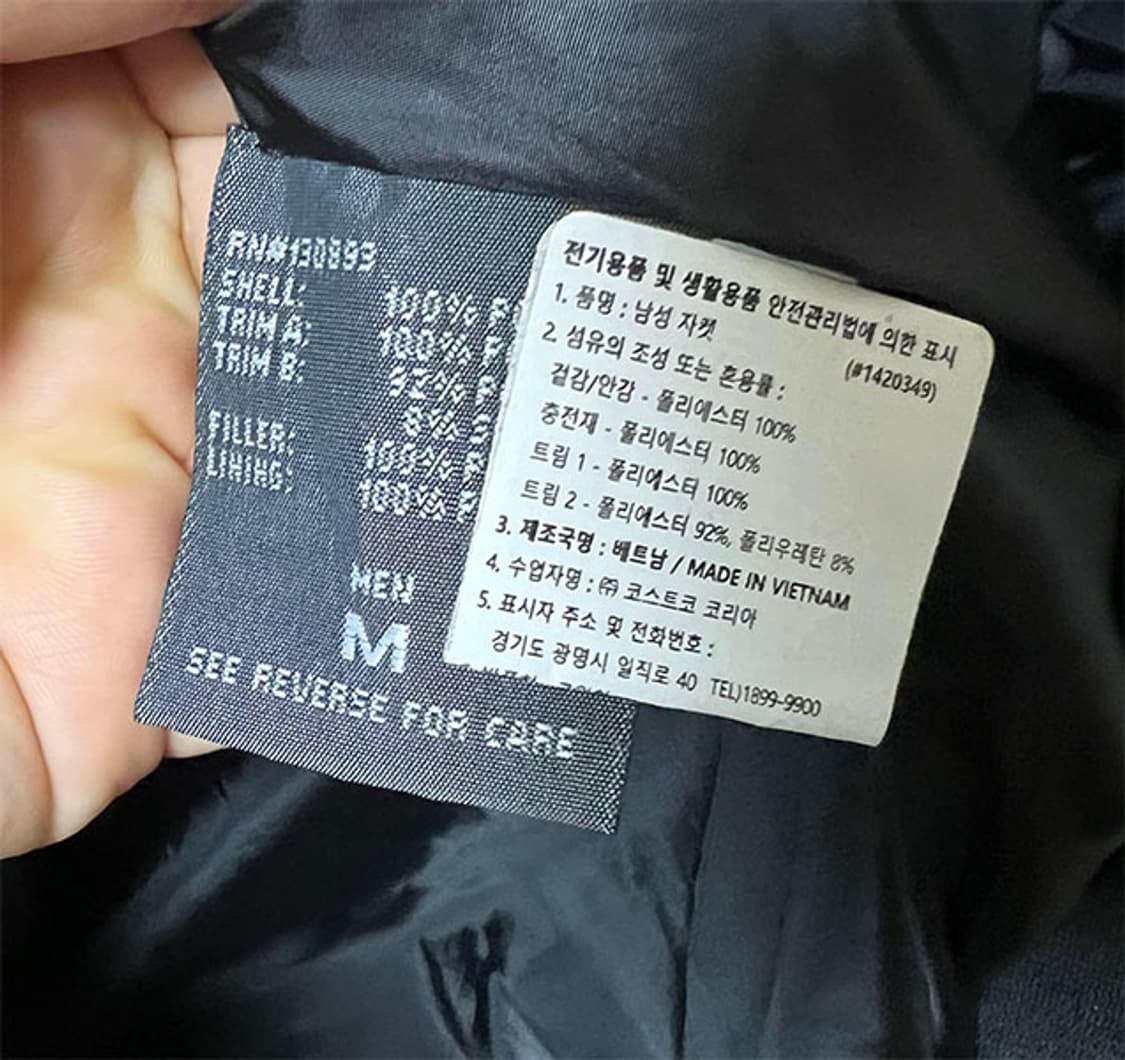 RN#130893
SHELL: 100% P
TRIM A: 100% P
TRIM B: 92% P
8% S
FILLER: 100% P
LINING: 100% P
MEN
M
SEE REVERSE FOR CARE
전기용품 및 생활용품 안전관리법에 의한 표시
(#1420349)
1. 품명 : 남성 자켓
2. 섬유의 조성 또는 혼용률 :
겉감/안감 - 폴리에스터 100%
충전재 - 폴리에스터 100%
트림 1 - 폴리에스터 100%
트림 2 - 폴리에스터 92%, 폴리우레탄 8%
3. 제조국명 : 베트남 / MADE IN VIETNAM
4. 수입자명 : ㈜ 코스트코 코리아
5. 표시자 주소 및 전화번호 :
경기도 광명시 일직로 40 TEL)1899-9900